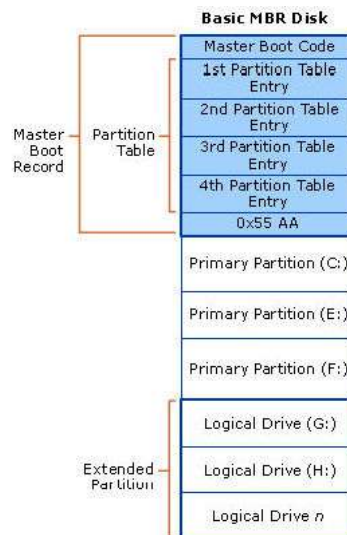 Basic MBR Disk
Master Boot Code
1st Partition Table
Entry
2nd Partition Table
Entry
3rd Partition Table
Entry
4th Partition Table
Entry
0x55 AA
Master
Boot
Record
Partition
Table
Primary Partition (C:)
Primary Partition (E:)
Primary Partition (F:)
Extended
Partition
Logical Drive (G:)
Logical Drive (H:)
Logical Drive n